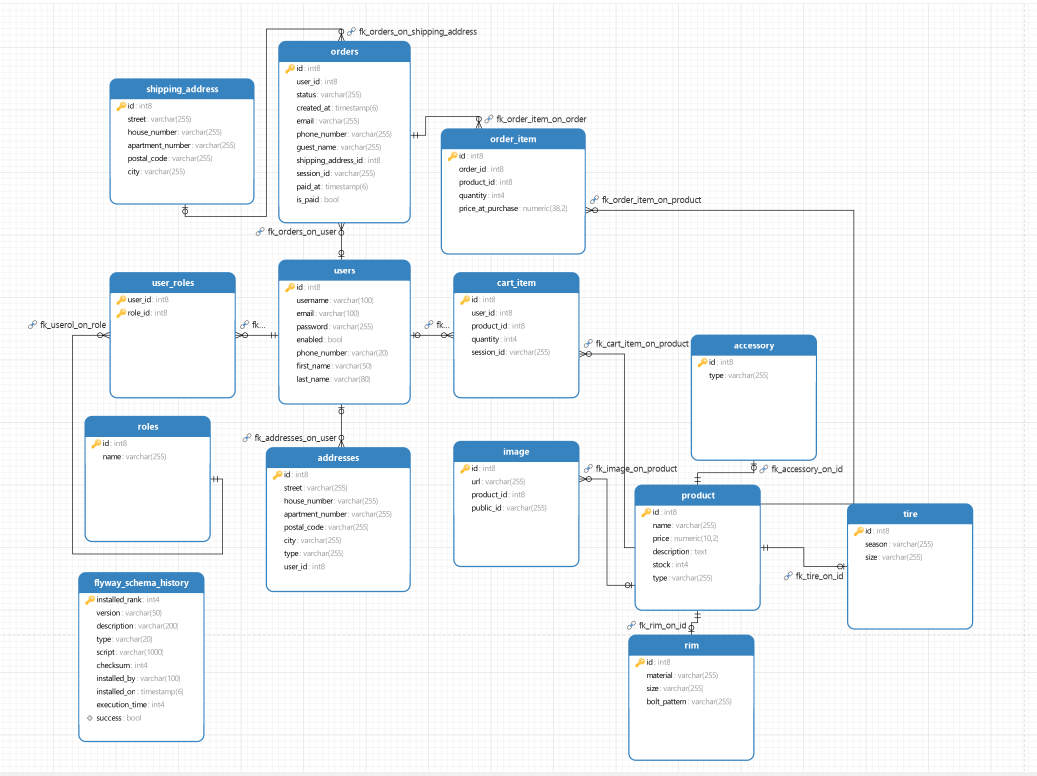 fk_orders_on_shipping_address
orders
id: int8
user_id: int8
status: varchar(255)
created_at: timestamp(6)
email: varchar(255)
phone_number: varchar(255)
guest_name: varchar(255)
shipping_address_id: int8
session_id: varchar(255)
paid_at: timestamp(6)
is_paid: bool
shipping_address
id: int8
street: varchar(255)
house_number: varchar(255)
apartment_number: varchar(255)
postal_code: varchar(255)
city: varchar(255)
fk_order_item_on_order
order_item
id: int8
order_id: int8
product_id: int8
quantity: int4
price_at_purchase: numeric(38,2)
fk_order_item_on_product
fk_orders_on_user
user_roles
user_id: int8
role_id: int8
fk_userol_on_role
fk...
users
id: int8
username: varchar(100)
email: varchar(100)
password: varchar(255)
enabled: bool
phone_number: varchar(20)
first_name: varchar(50)
last_name: varchar(80)
fk...
cart_item
id: int8
user_id: int8
product_id: int8
quantity: int4
session_id: varchar(255)
fk_cart_item_on_product
accessory
id: int8
type: varchar(255)
fk_accessory_on_id
roles
id: int8
name: varchar(255)
fk_addresses_on_user
addresses
id: int8
street: varchar(255)
house_number: varchar(255)
apartment_number: varchar(255)
postal_code: varchar(255)
city: varchar(255)
type: varchar(255)
user_id: int8
image
id: int8
url: varchar(255)
product_id: int8
public_id: varchar(255)
fk_image_on_product
product
id: int8
name: varchar(255)
price: numeric(10,2)
description: text
stock: int4
type: varchar(255)
tire
id: int8
season: varchar(255)
size: varchar(255)
fk_tire_on_id
flyway_schema_history
installed_rank: int4
version: varchar(50)
description: varchar(200)
type: varchar(20)
script: varchar(1000)
checksum: int4
installed_by: varchar(100)
installed_on: timestamp(6)
execution_time: int4
success: bool
fk_rim_on_id
rim
id: int8
material: varchar(255)
size: varchar(255)
bolt_pattern: varchar(255)